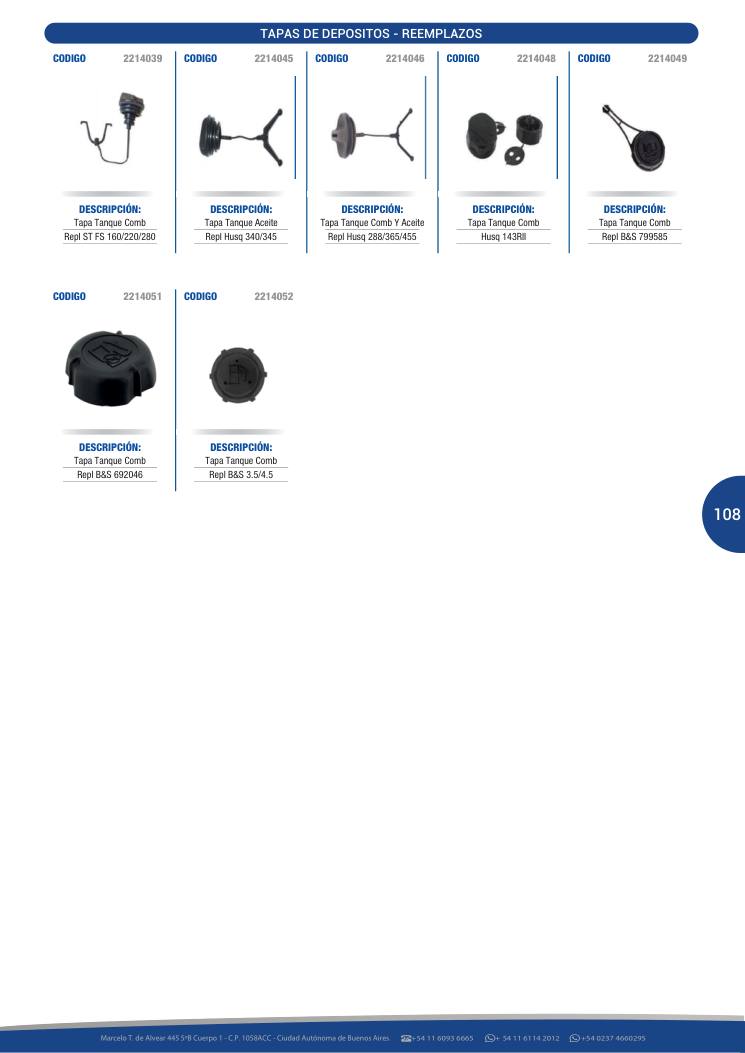 TAPAS DE DEPOSITOS - REEMPLAZOS
CODIGO 2214039
DESCRIPCIÓN:
Tapa Tanque Comb
Repl ST FS 160/220/280
CODIGO 2214045
DESCRIPCIÓN:
Tapa Tanque Aceite
Repl Husq 340/345
CODIGO 2214046
DESCRIPCIÓN:
Tapa Tanque Comb Y Aceite
Repl Husq 288/365/455
CODIGO 2214048
DESCRIPCIÓN:
Tapa Tanque Comb
Husq 143RII
CODIGO 2214049
DESCRIPCIÓN:
Tapa Tanque Comb
Repl B&S 799585
CODIGO 2214051
DESCRIPCIÓN:
Tapa Tanque Comb
Repl B&S 692046
CODIGO 2214052
DESCRIPCIÓN:
Tapa Tanque Comb
Repl B&S 3.5/4.5
108
Marcelo T. de Alvear 445 5ºB Cuerpo 1 - C.P. 1058ACC - Ciudad Autónoma de Buenos Aires. +54 11 6093 6665 + 54 11 6114 2012 +54 0237 4660295